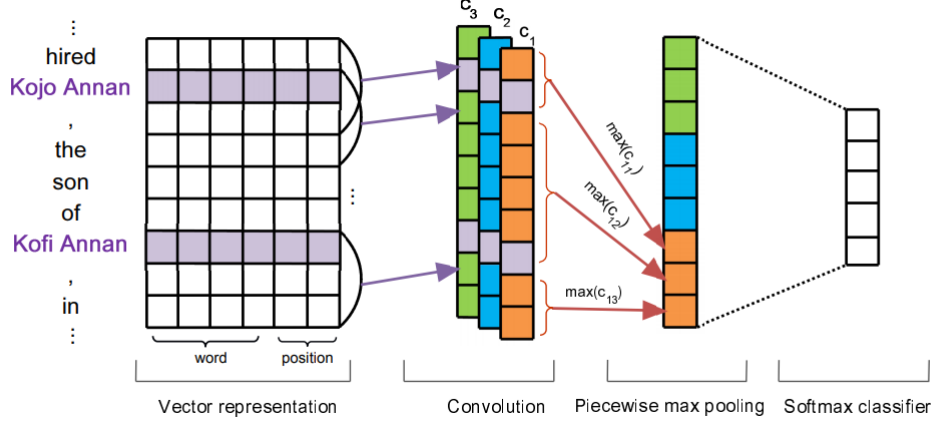 ...
hired
Kojo Annan
,
the
son
of
Kofi Annan
,
in
...
...
word
position
c3
c2
c1
max(c11)
max(c12)
max(c13)
Vector representation
Convolution
Piecewise max pooling
Softmax classifier